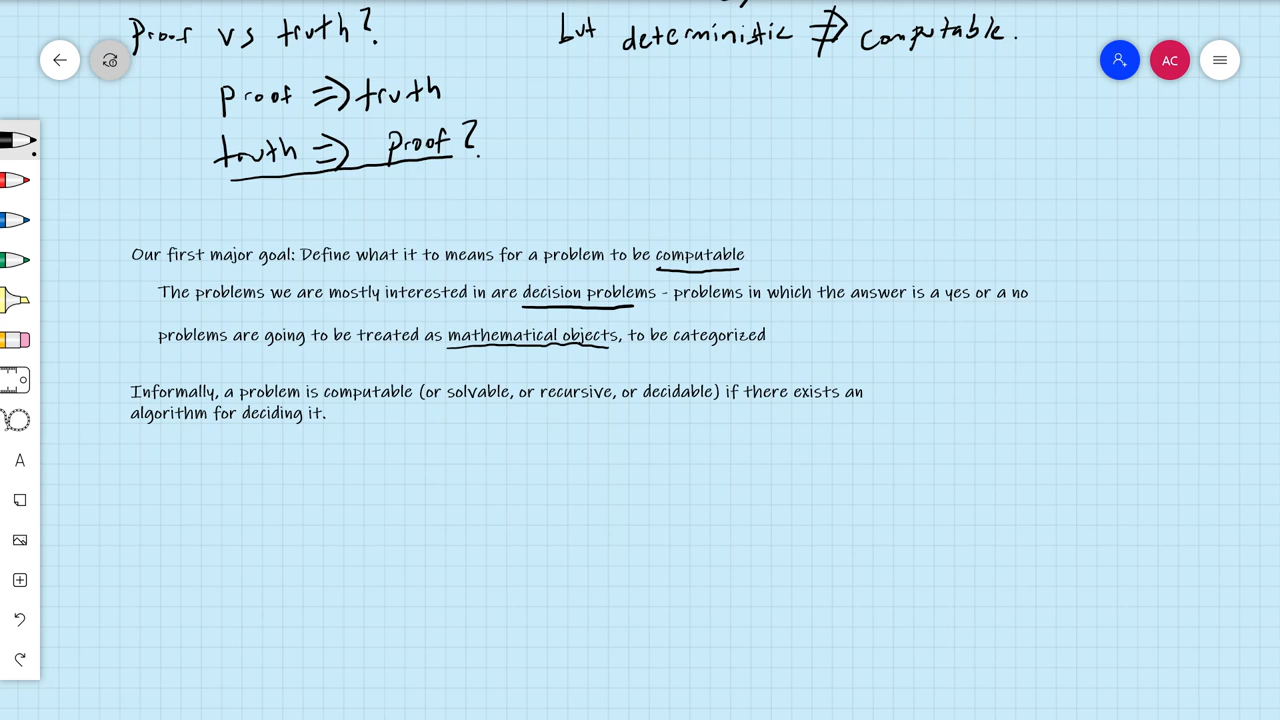 Proof vs truth?
but deterministic ⇏ computable.
proof ⇒ truth
truth ⇒ proof?
AC
Our first major goal: Define what it to means for a problem to be computable
The problems we are mostly interested in are decision problems - problems in which the answer is a yes or a no
problems are going to be treated as mathematical objects, to be categorized
Informally, a problem is computable (or solvable, or recursive, or decidable) if there exists an
algorithm for deciding it.
A